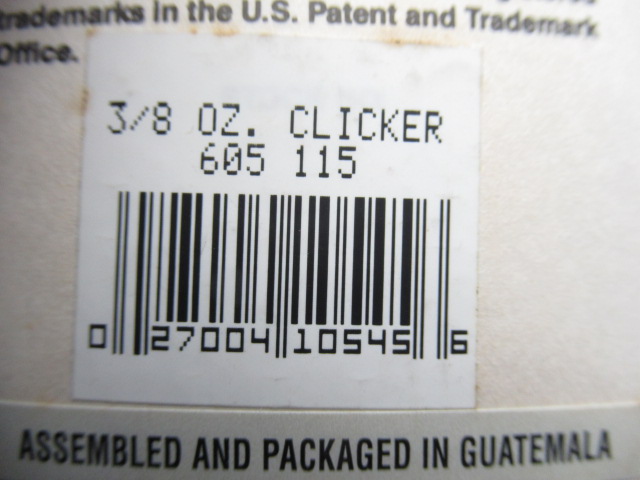 trademarks in the U.S. Patent and Trademark
Office.
3/8 OZ. CLICKER
605 115
0 27004 10545 6
ASSEMBLED AND PACKAGED IN GUATEMALA